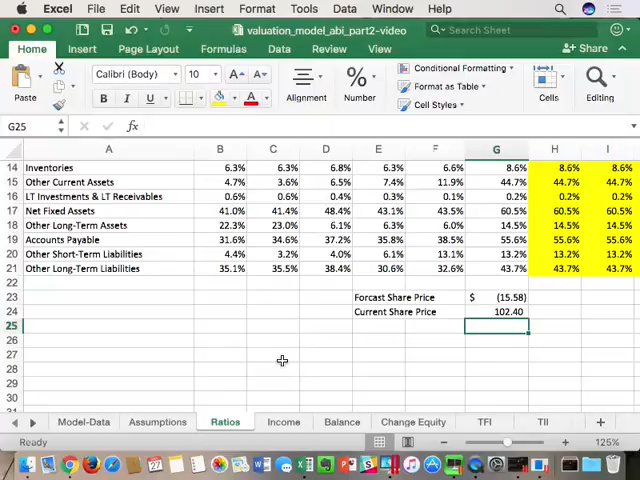 Excel File Edit View Insert Format Tools Data Window Help
valuation_model_abi_part2-video
Search Sheet
Home Insert Page Layout Formulas Data Review View Share
Paste Calibri (Body) 10 A A Alignment % Number Conditional Formatting Format as Table Cell Styles Cells Editing
B I U A
G25 fx
A B C D E F G H I
14 Inventories 6.3% 6.3% 6.8% 6.3% 6.6% 8.6% 8.6% 8.6%
15 Other Current Assets 4.7% 3.6% 6.5% 7.4% 11.9% 44.7% 44.7% 44.7%
16 LT Investments & LT Receivables 0.6% 0.6% 0.4% 0.3% 0.1% 0.2% 0.2% 0.2%
17 Net Fixed Assets 41.0% 41.4% 48.4% 43.1% 43.5% 60.5% 60.5% 60.5%
18 Other Long-Term Assets 22.3% 23.0% 6.1% 6.3% 6.0% 14.5% 14.5% 14.5%
19 Accounts Payable 31.6% 34.6% 37.2% 35.8% 38.5% 55.6% 55.6% 55.6%
20 Other Short-Term Liabilities 4.4% 3.2% 4.0% 6.1% 13.1% 13.2% 13.2% 13.2%
21 Other Long-Term Liabilities 35.1% 35.5% 38.4% 30.6% 32.6% 43.7% 43.7% 43.7%
22
23 Forcast Share Price $ (15.58)
24 Current Share Price 102.40
25
26
27
28
29
30
31
Model-Data Assumptions Ratios Income Balance Change Equity TFI TII
Ready 125%